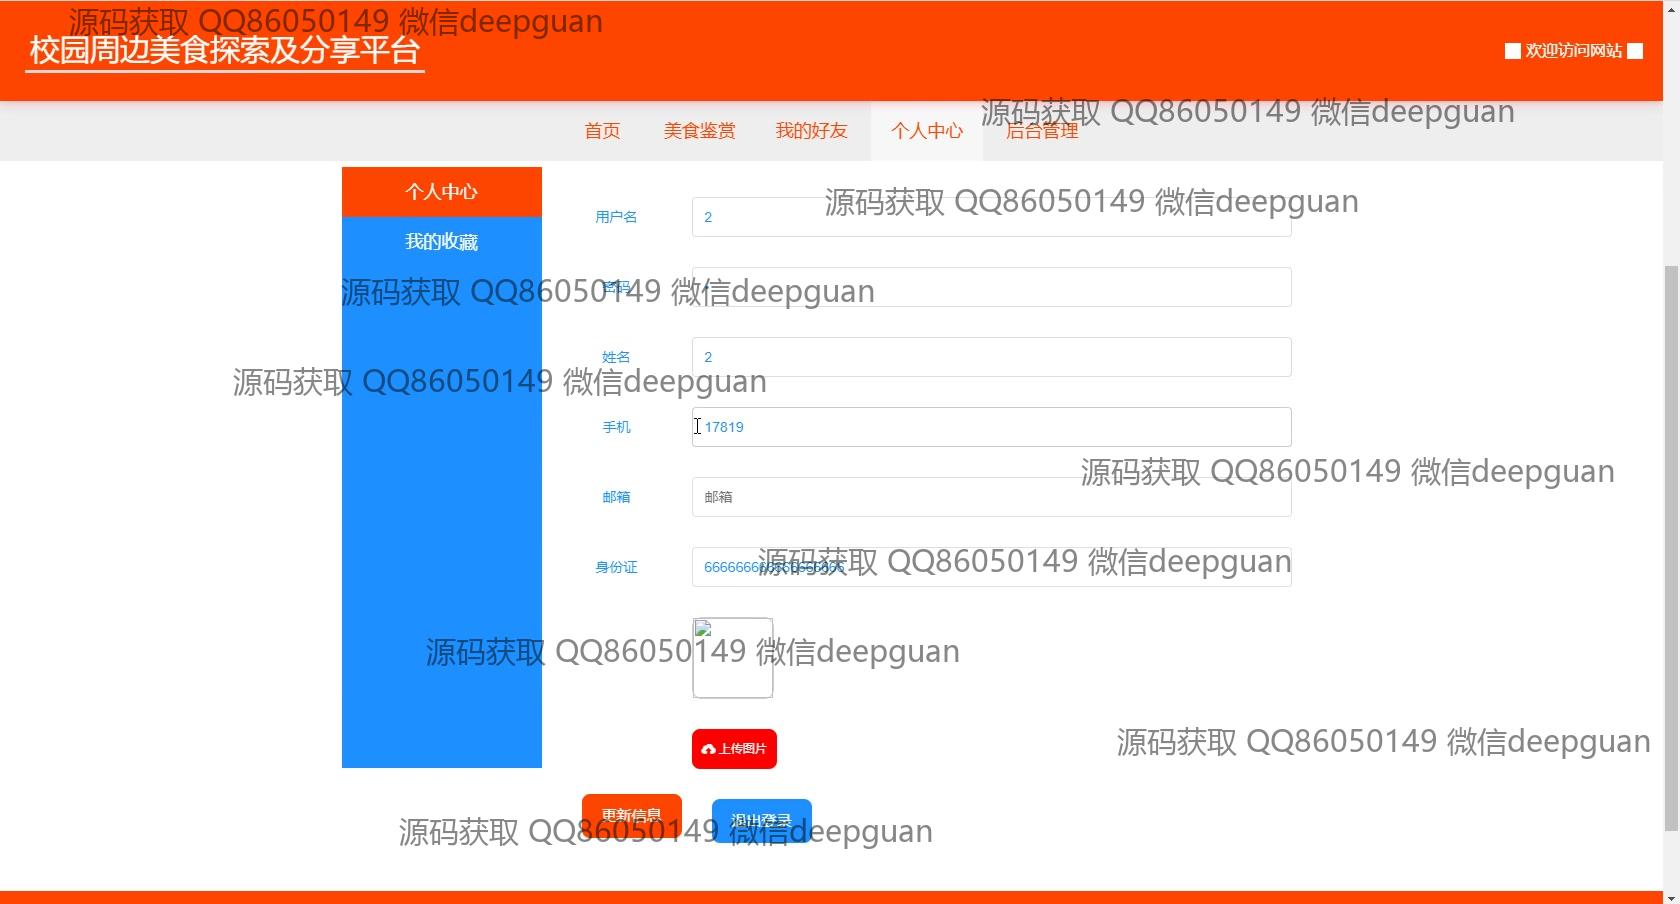 源码获取 QQ86050149 微信deepguan
校园周边美食探索及分享平台
欢迎访问网站
源码获取 QQ86050149 微信deepguan
首页 美食鉴赏 我的好友 个人中心 后台管理
个人中心
源码获取 QQ86050149 微信deepguan
用户名 2
我的收藏
源码获取 QQ86050149 微信deepguan
密码
姓名 2
源码获取 QQ86050149 微信deepguan
手机 17819
源码获取 QQ86050149 微信deepguan
邮箱 邮箱
源码获取 QQ86050149 微信deepguan
身份证
源码获取 QQ86050149 微信deepguan
上传图片
源码获取 QQ86050149 微信deepguan
更新信息 退出登录
源码获取 QQ86050149 微信deepguan